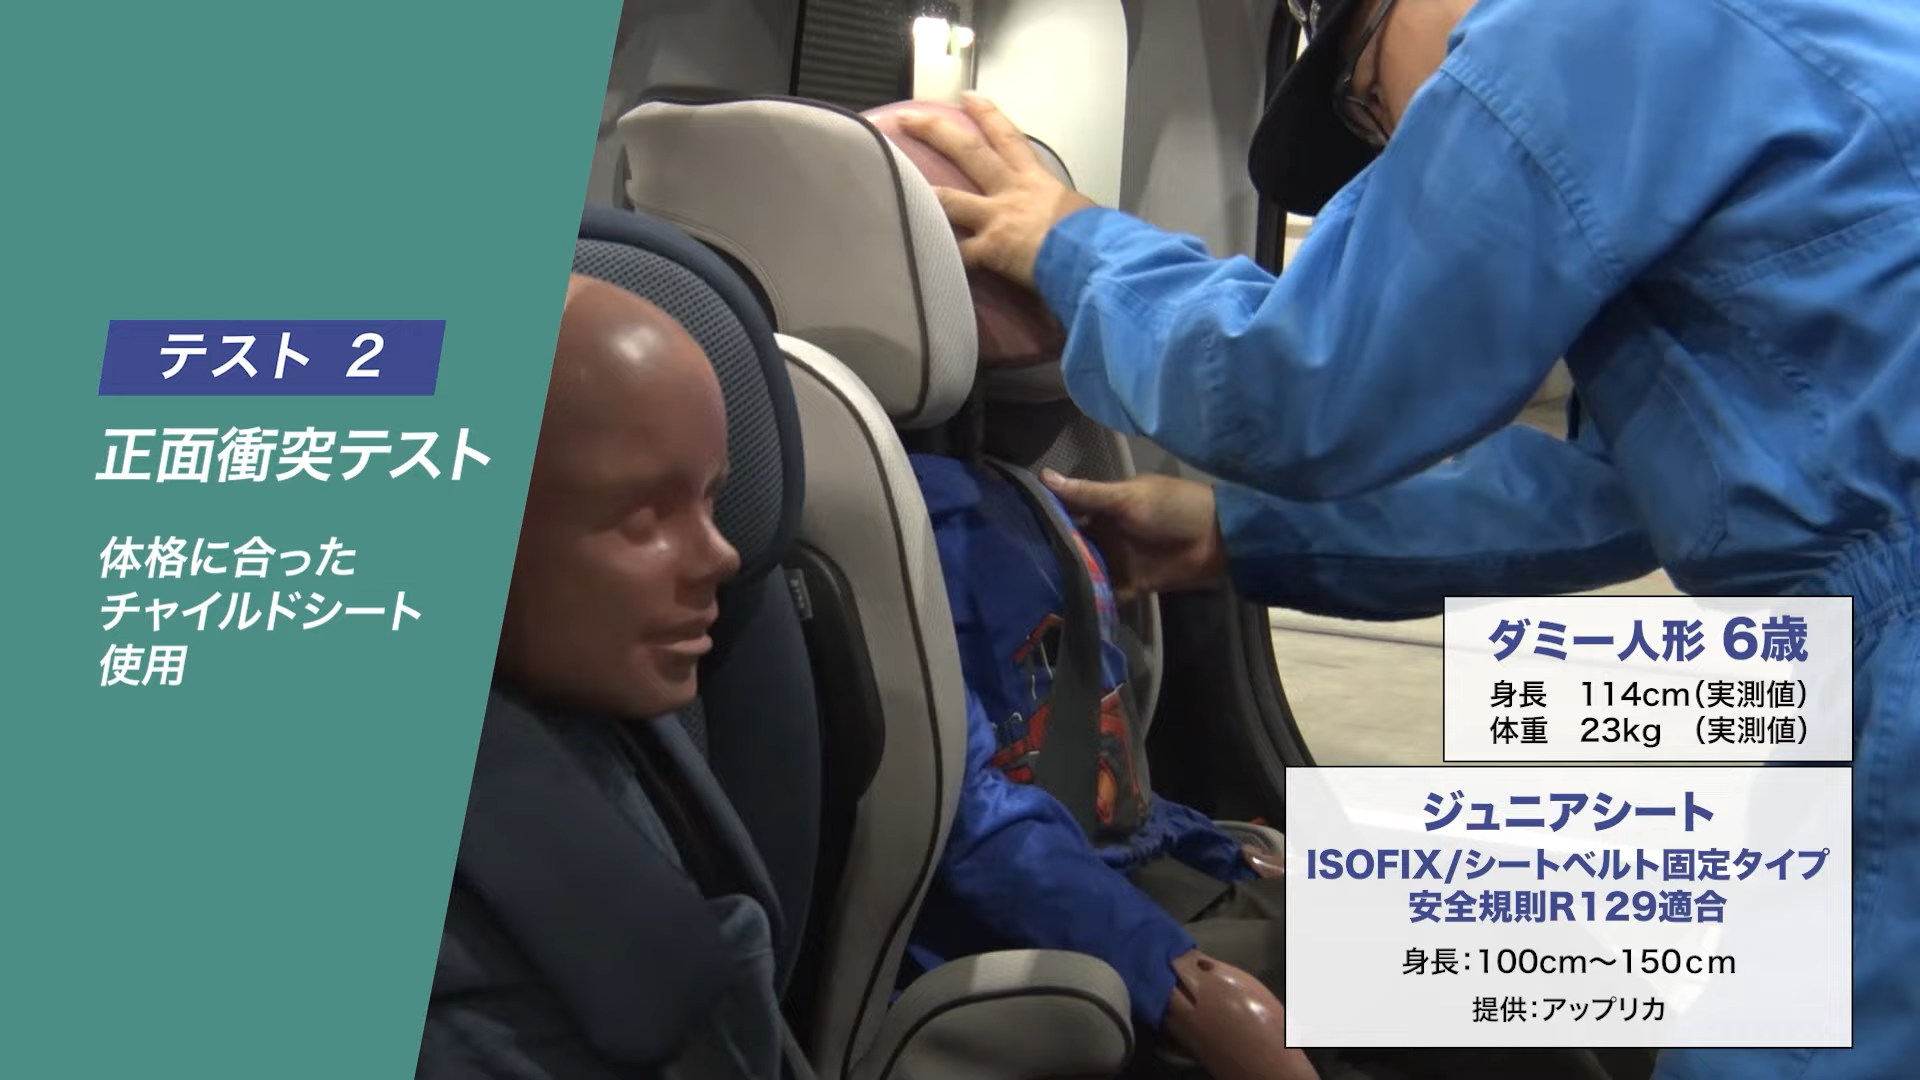 テスト 2
正面衝突テスト
体格に合った
チャイルドシート
使用
ダミー人形 6歳
身長 114cm(実測値)
体重 23kg (実測値)
ジュニアシート
ISOFIX/シートベルト固定タイプ
安全規則R129適合
身長:100cm〜150cm
提供:アップリカ